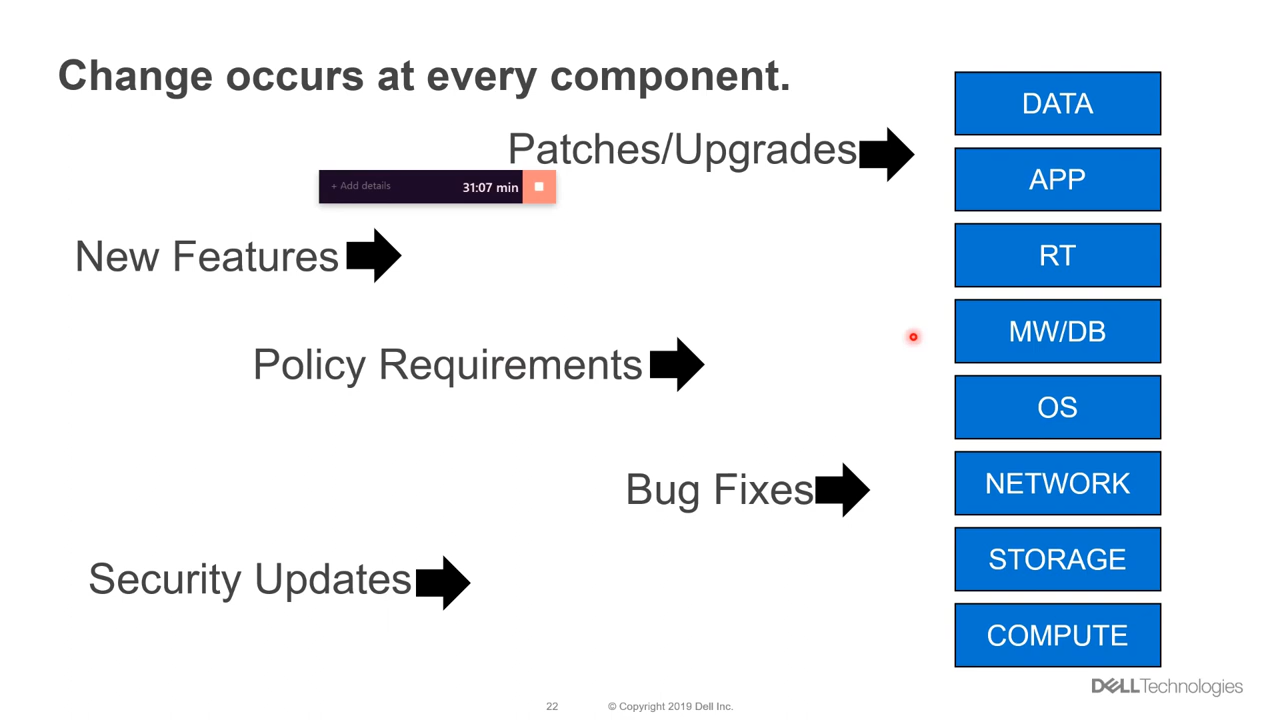 Change occurs at every component.
Patches/Upgrades
+ Add details
31:07 min
New Features
Policy Requirements
Bug Fixes
Security Updates
DATA
APP
RT
MW/DB
OS
NETWORK
STORAGE
COMPUTE
DELLTechnologies
22
© Copyright 2019 Dell Inc.